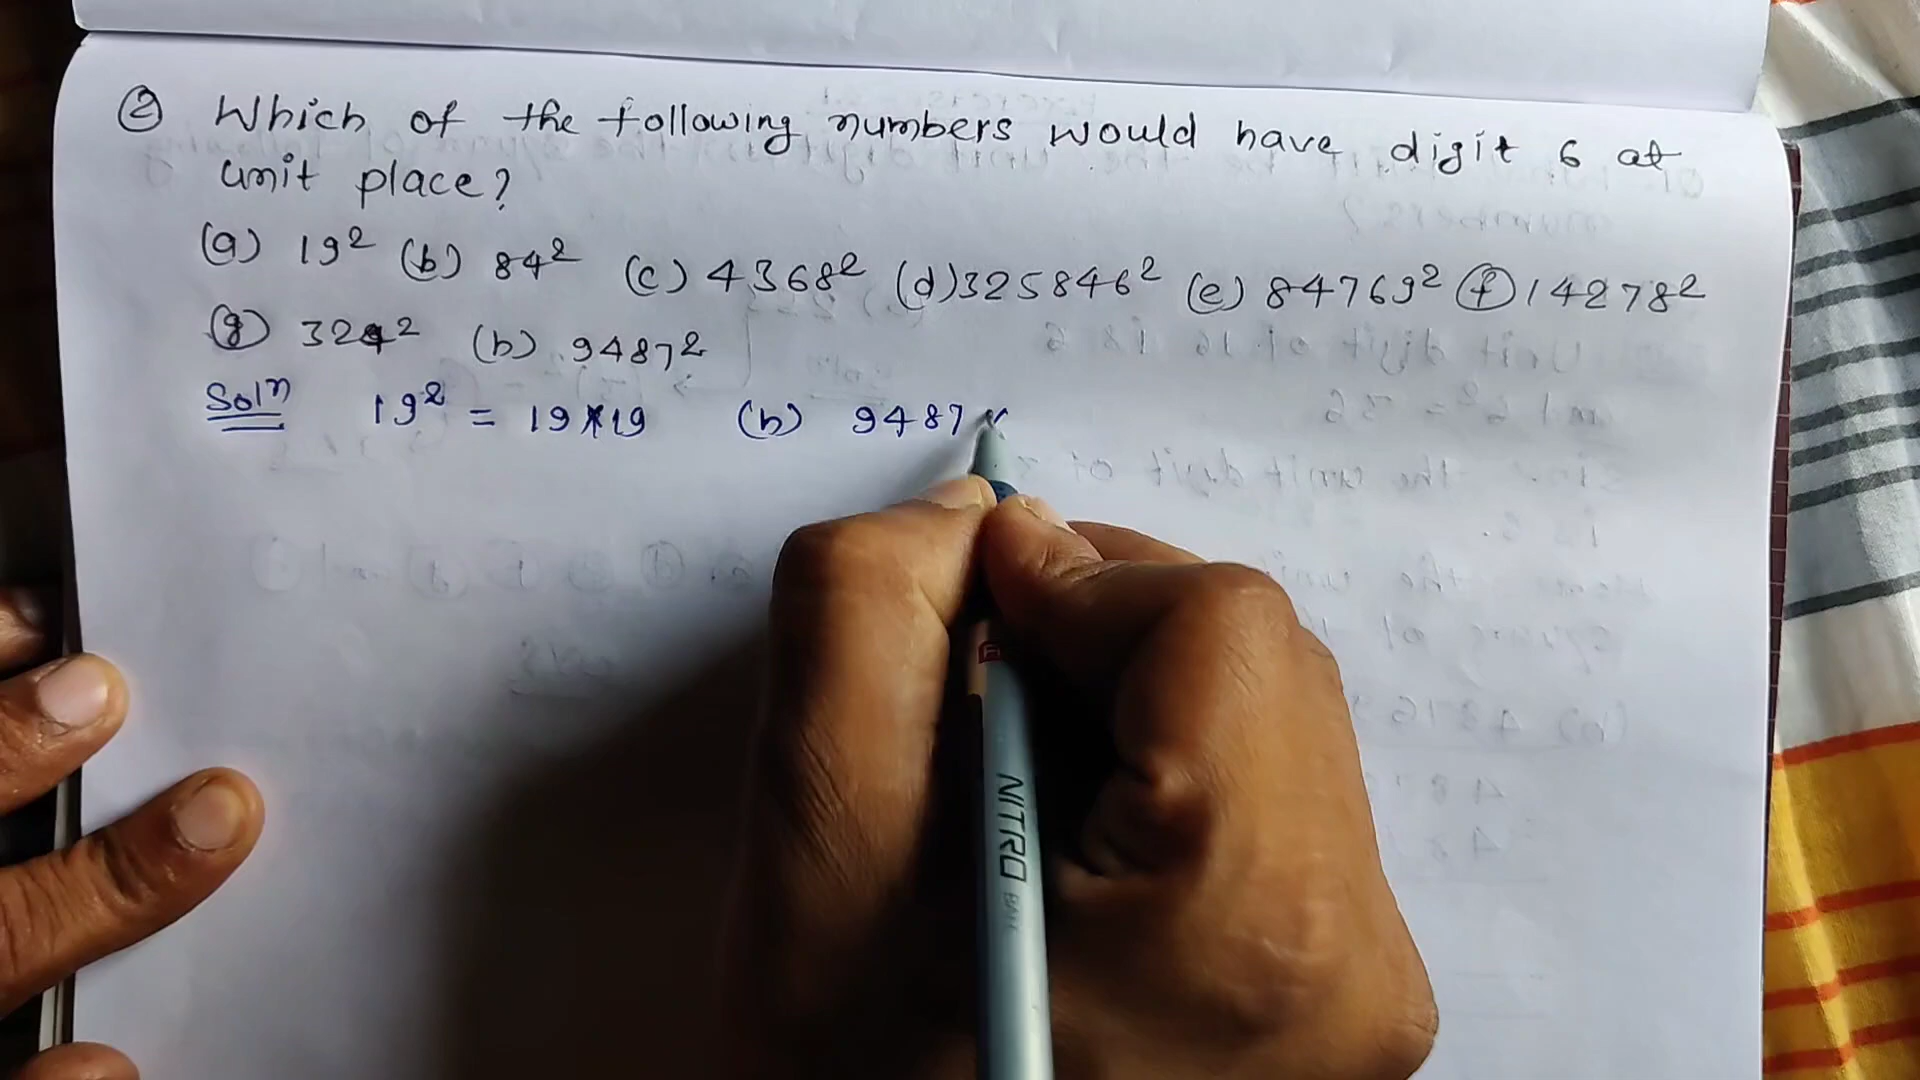 ② Which of the following numbers would have digit 6 at
unit place?
(a) 19² (b) 84² (c) 4368² (d) 325846² (e) 84769² (f) 14278²
(g) 324² (h) 9487²
Solⁿ 19² = 19×19 (h) 9487 ×
NITRO